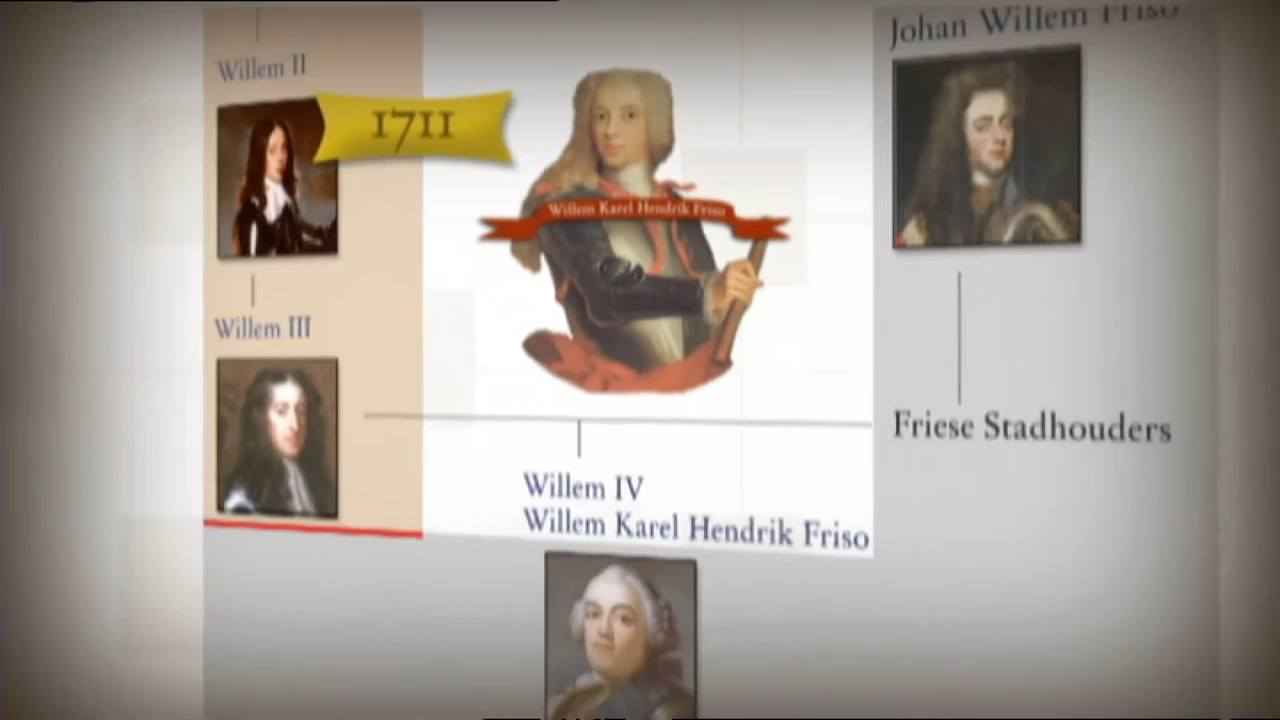 Johan Willem Friso
Willem II
1711
Willem Karel Hendrik Friso
Willem III
Friese Stadhouders
Willem IV
Willem Karel Hendrik Friso